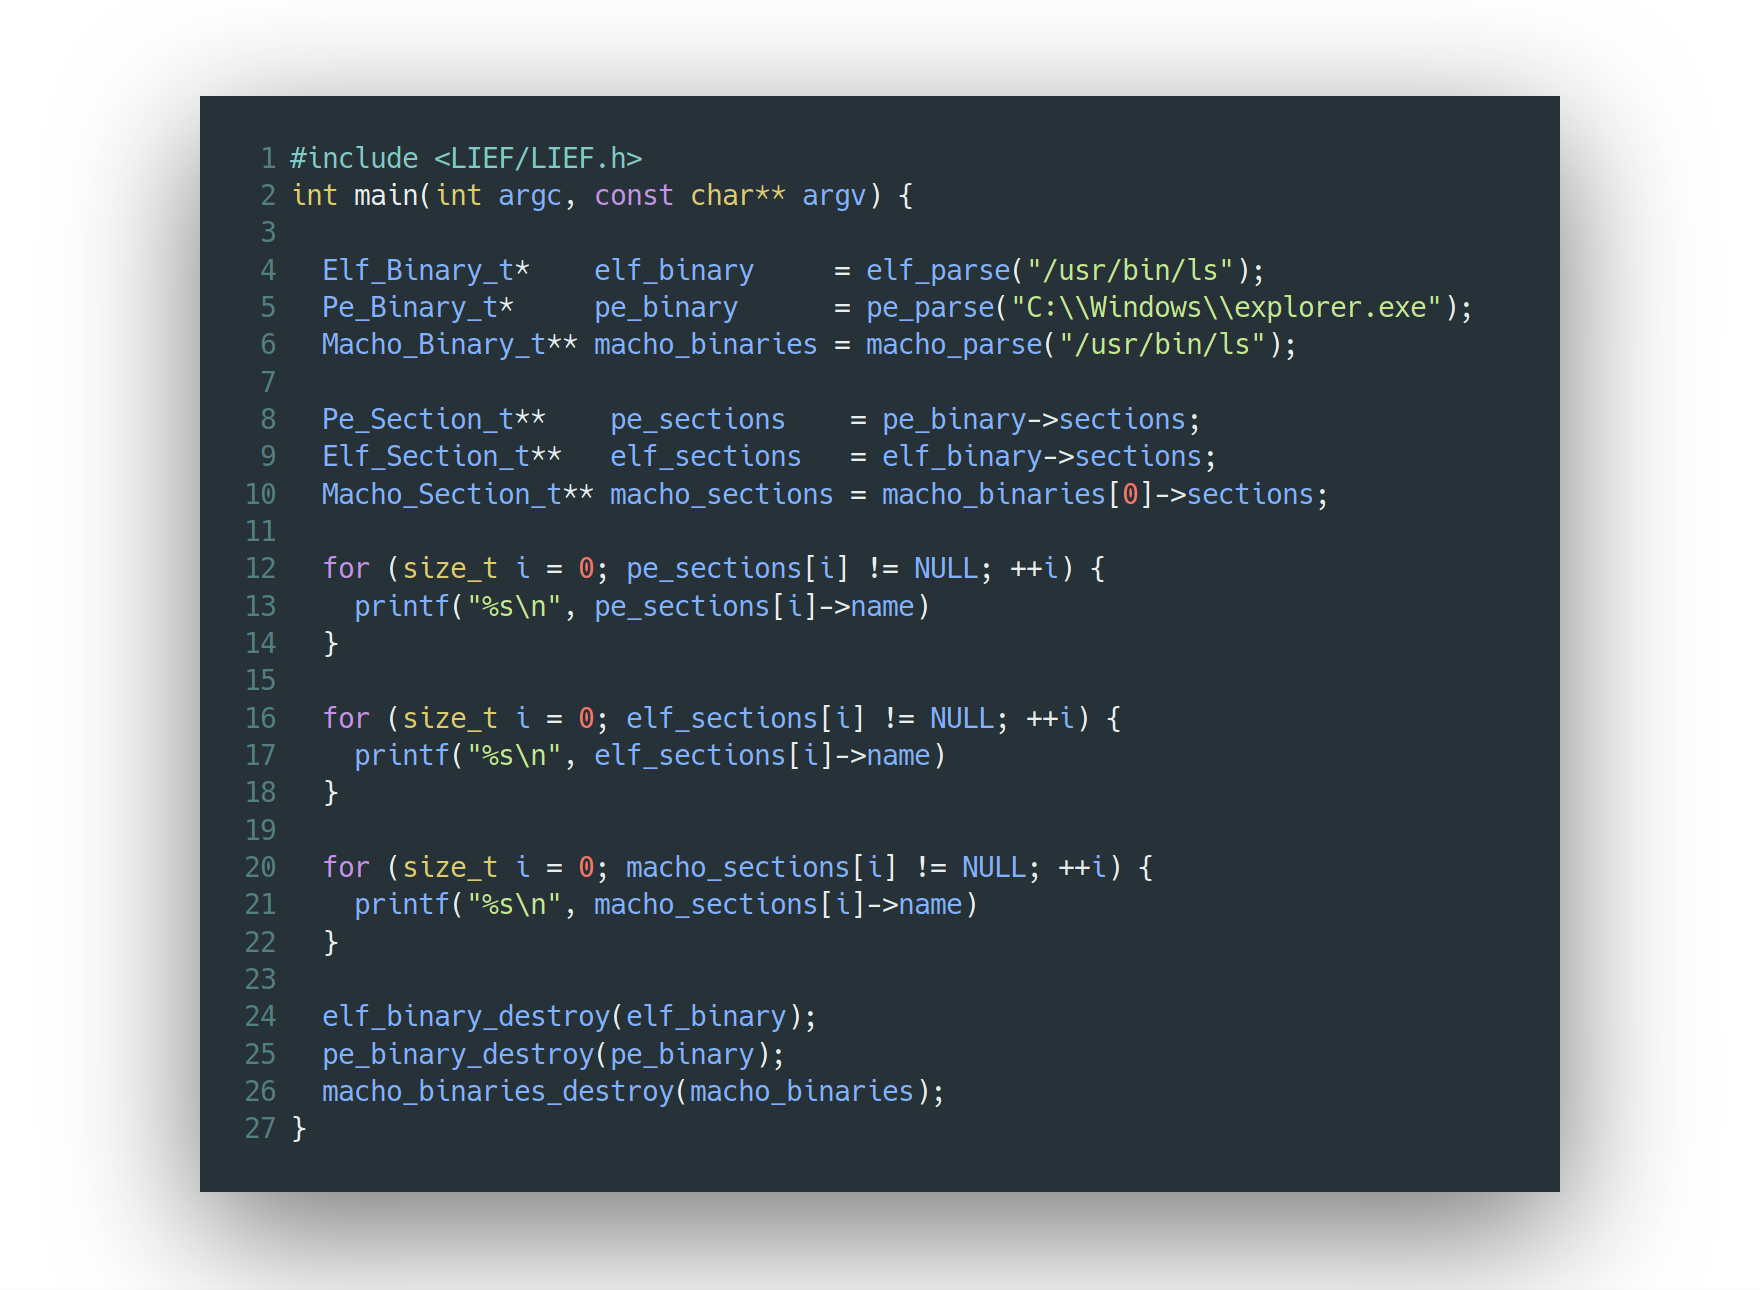 1 #include <LIEF/LIEF.h>
2 int main(int argc, const char** argv) {
3
4   Elf_Binary_t*    elf_binary     = elf_parse("/usr/bin/ls");
5   Pe_Binary_t*     pe_binary      = pe_parse("C:\\Windows\\explorer.exe");
6   Macho_Binary_t** macho_binaries = macho_parse("/usr/bin/ls");
7
8   Pe_Section_t**    pe_sections    = pe_binary->sections;
9   Elf_Section_t**   elf_sections   = elf_binary->sections;
10   Macho_Section_t** macho_sections = macho_binaries[0]->sections;
11
12   for (size_t i = 0; pe_sections[i] != NULL; ++i) {
13     printf("%s\n", pe_sections[i]->name)
14   }
15
16   for (size_t i = 0; elf_sections[i] != NULL; ++i) {
17     printf("%s\n", elf_sections[i]->name)
18   }
19
20   for (size_t i = 0; macho_sections[i] != NULL; ++i) {
21     printf("%s\n", macho_sections[i]->name)
22   }
23
24   elf_binary_destroy(elf_binary);
25   pe_binary_destroy(pe_binary);
26   macho_binaries_destroy(macho_binaries);
27 }